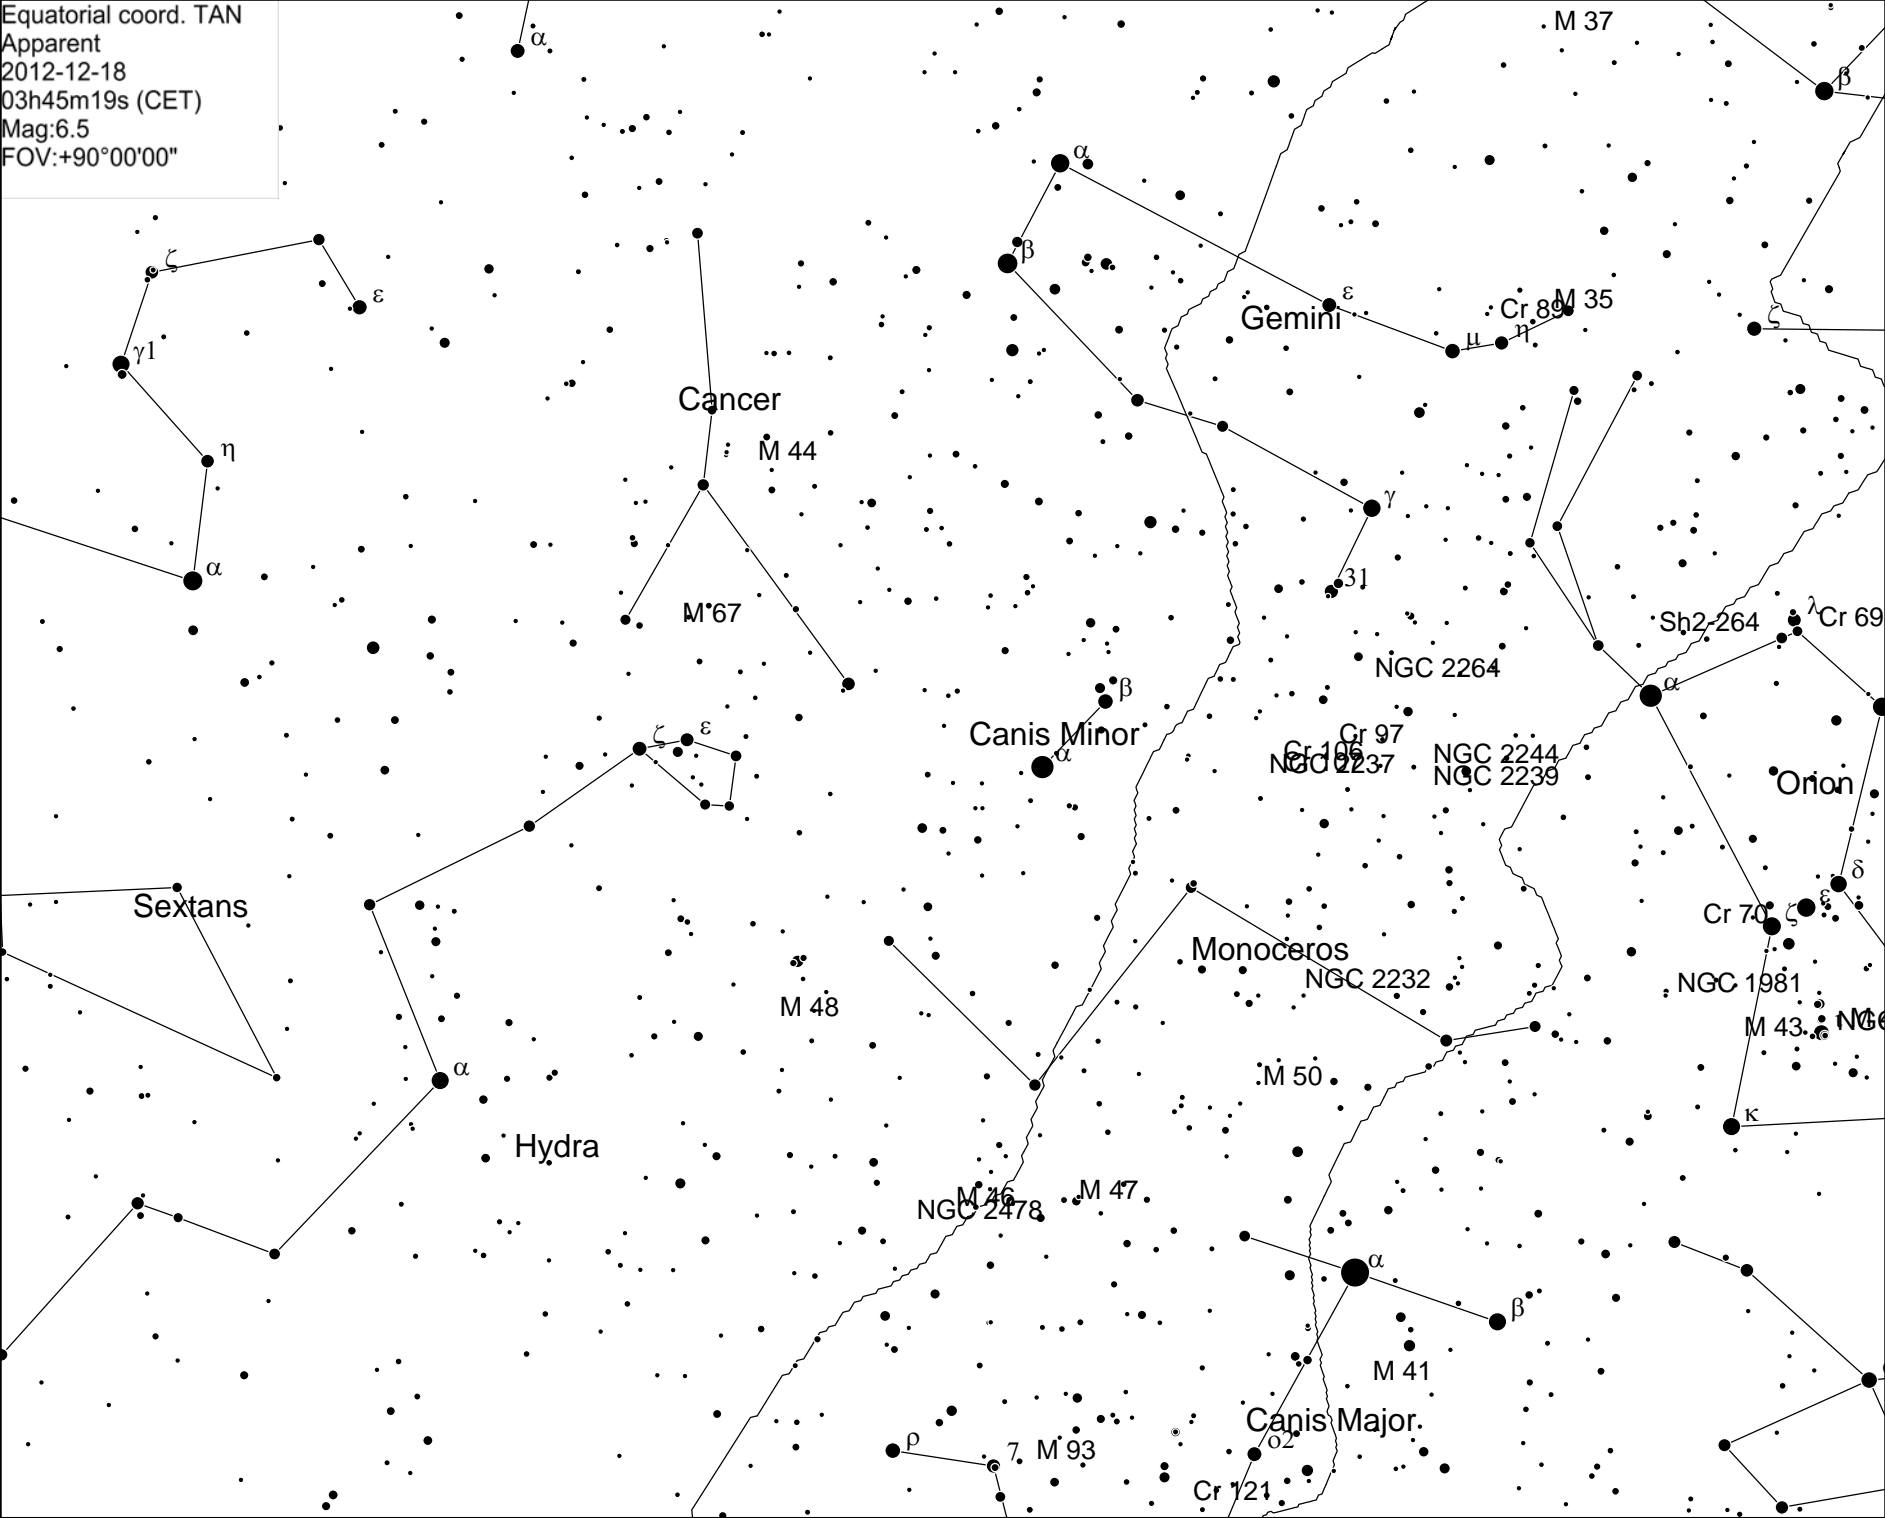 Equatorial coord. TAN
Apparent
2012-12-18
03h45m19s (CET)
Mag:6.5
FOV:+90°00'00"
α
M 37
β
α
β
ζ
ε
ε
Gemini
Cr 89
M 35
η
μ
ζ
γ1
Cancer
M 44
η
γ
α
31
M 67
Sh2-264
λ
Cr 69
NGC 2264
α
β
Canis Minor
α
ζ
ε
Cr 97
Cr 106
NGC 2237
NGC 2244
NGC 2239
Orion
δ
Sextans
Cr 70
ζ
ε
Monoceros
NGC 2232
NGC 1981
M 48
M 43
α
M 50
κ
Hydra
M 46
M 47
NGC 2478
α
β
M 41
Canis Major
ρ
7
M 93
ο2
Cr 121